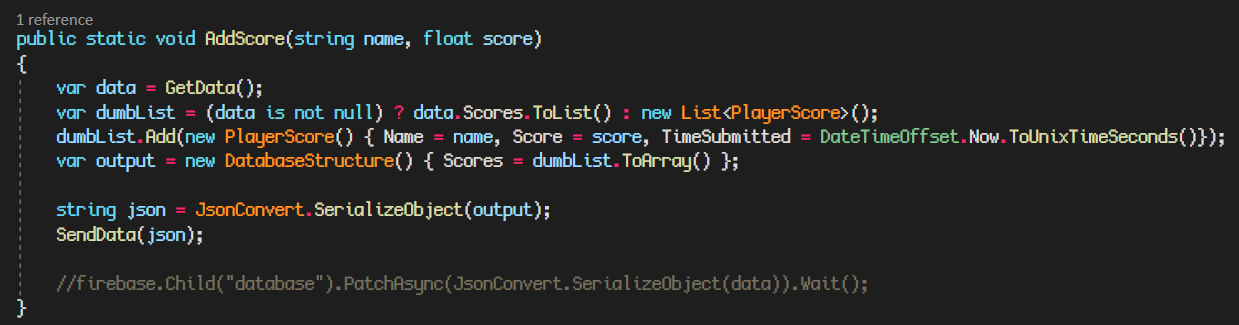 1 reference
public static void AddScore(string name, float score)
{
var data = GetData();
var dumbList = (data is not null) ? data.Scores.ToList() : new List<PlayerScore>();
dumbList.Add(new PlayerScore() { Name = name, Score = score, TimeSubmitted = DateTimeOffset.Now.ToUnixTimeSeconds()});
var output = new DatabaseStructure() { Scores = dumbList.ToArray() };
string json = JsonConvert.SerializeObject(output);
SendData(json);
//firebase.Child("database").PatchAsync(JsonConvert.SerializeObject(data)).Wait();
}